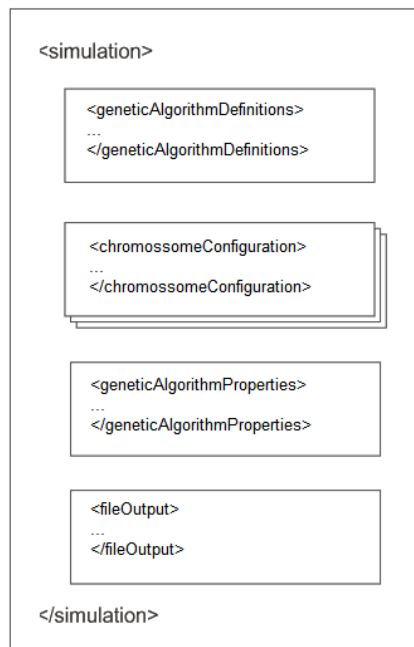 <simulation>
<geneticAlgorithmDefinitions>
...
</geneticAlgorithmDefinitions>
<chromossomeConfiguration>
...
</chromossomeConfiguration>
<geneticAlgorithmProperties>
...
</geneticAlgorithmProperties>
<fileOutput>
...
</fileOutput>
</simulation>